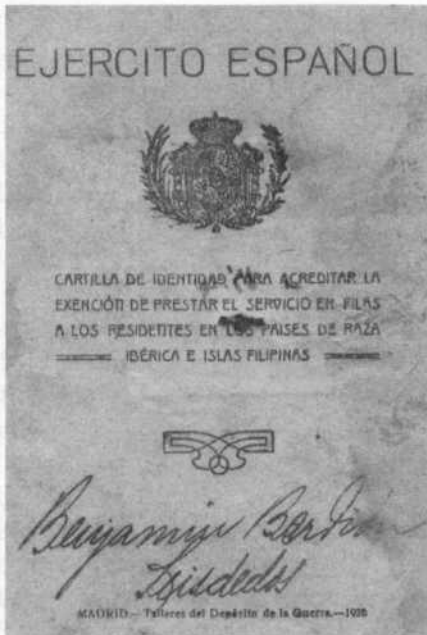 EJERCITO ESPAÑOL
CARTILLA DE IDENTIDAD PARA ACREDITAR LA
EXENCIÓN DE PRESTAR EL SERVICIO EN FILAS
A LOS RESIDENTES EN LOS PAISES DE RAZA
IBÉRICA E ISLAS FILIPINAS
Benjamin
Seisdedos
MADRID.— Talleres del Depósito de la Guerra.—